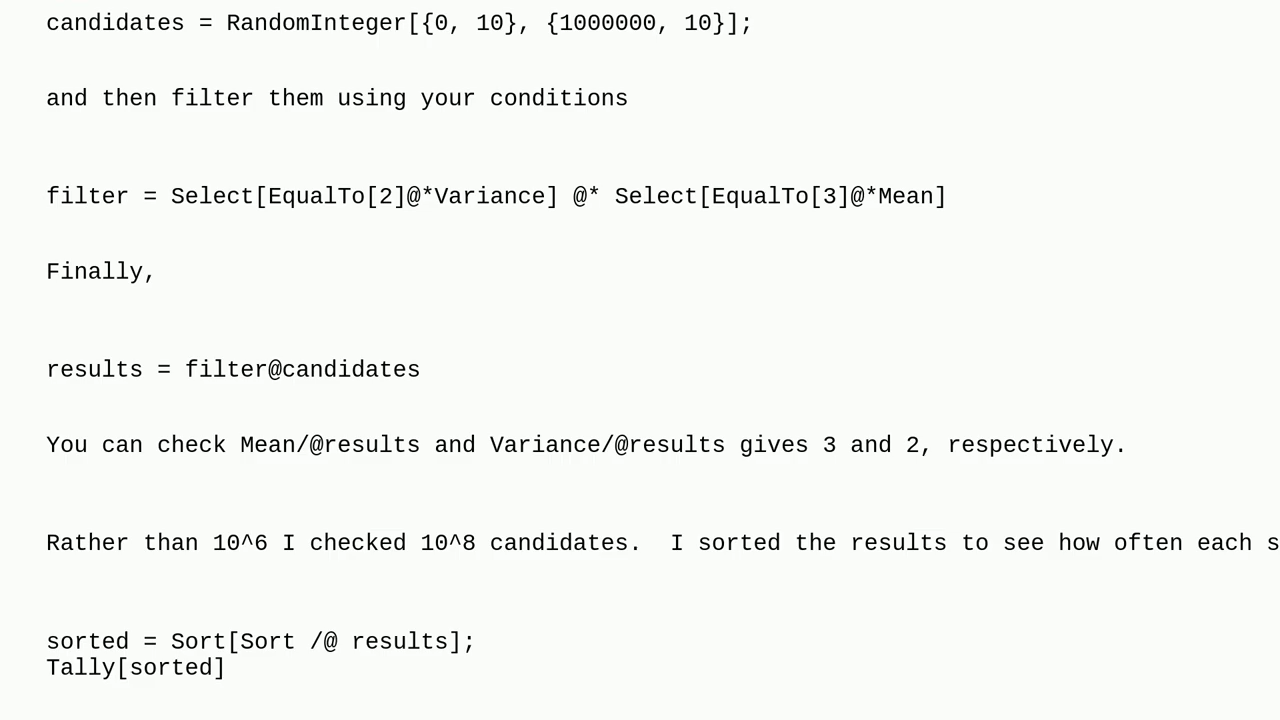 candidates = RandomInteger[{0, 10}, {1000000, 10}];
and then filter them using your conditions
filter = Select[EqualTo[2]@*Variance] @* Select[EqualTo[3]@*Mean]
Finally,
results = filter@candidates
You can check Mean/@results and Variance/@results gives 3 and 2, respectively.
Rather than 10^6 I checked 10^8 candidates.  I sorted the results to see how often each s
sorted = Sort[Sort /@ results];
Tally[sorted]